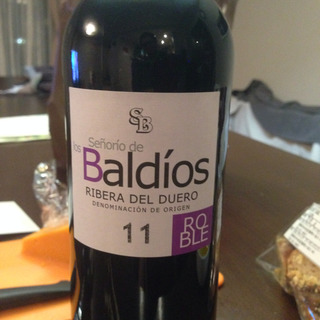 SB
Señorío de
los
Baldíos
RIBERA DEL DUERO
DENOMINACIÓN DE ORIGEN
11
RO
BLE